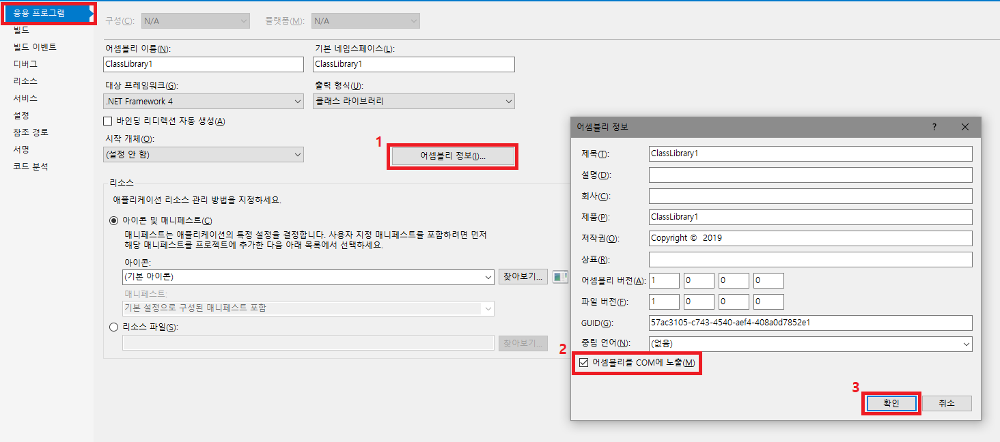 응용 프로그램
빌드
빌드 이벤트
디버그
리소스
서비스
설정
참조 경로
서명
코드 분석
구성(C): N/A 플랫폼(M): N/A
어셈블리 이름(N): 기본 네임스페이스(L):
ClassLibrary1 ClassLibrary1
대상 프레임워크(G): 출력 형식(U):
.NET Framework 4 클래스 라이브러리
바인딩 리디렉션 자동 생성(A)
시작 개체(O):
(설정 안 함)
1
어셈블리 정보(I)...
리소스
애플리케이션 리소스 관리 방법을 지정하세요.
아이콘 및 매니페스트(C)
매니페스트는 애플리케이션의 특정 설정을 결정합니다. 사용자 지정 매니페스트를 포함하려면 먼저
해당 매니페스트를 프로젝트에 추가한 다음 아래 목록에서 선택하세요.
아이콘:
(기본 아이콘) 찾아보기...
매니페스트:
기본 설정으로 구성된 매니페스트 포함
리소스 파일(S):
찾아보기...
어셈블리 정보 ?
제목(T): ClassLibrary1
설명(D):
회사(C):
제품(P): ClassLibrary1
저작권(O): Copyright © 2019
상표(R):
어셈블리 버전(A): 1 0 0 0
파일 버전(F): 1 0 0 0
GUID(G): 57ac3105-c743-4540-aef4-408a0d7852e1
중립 언어(N): (없음)
2
어셈블리를 COM에 노출(M)
3
확인 취소